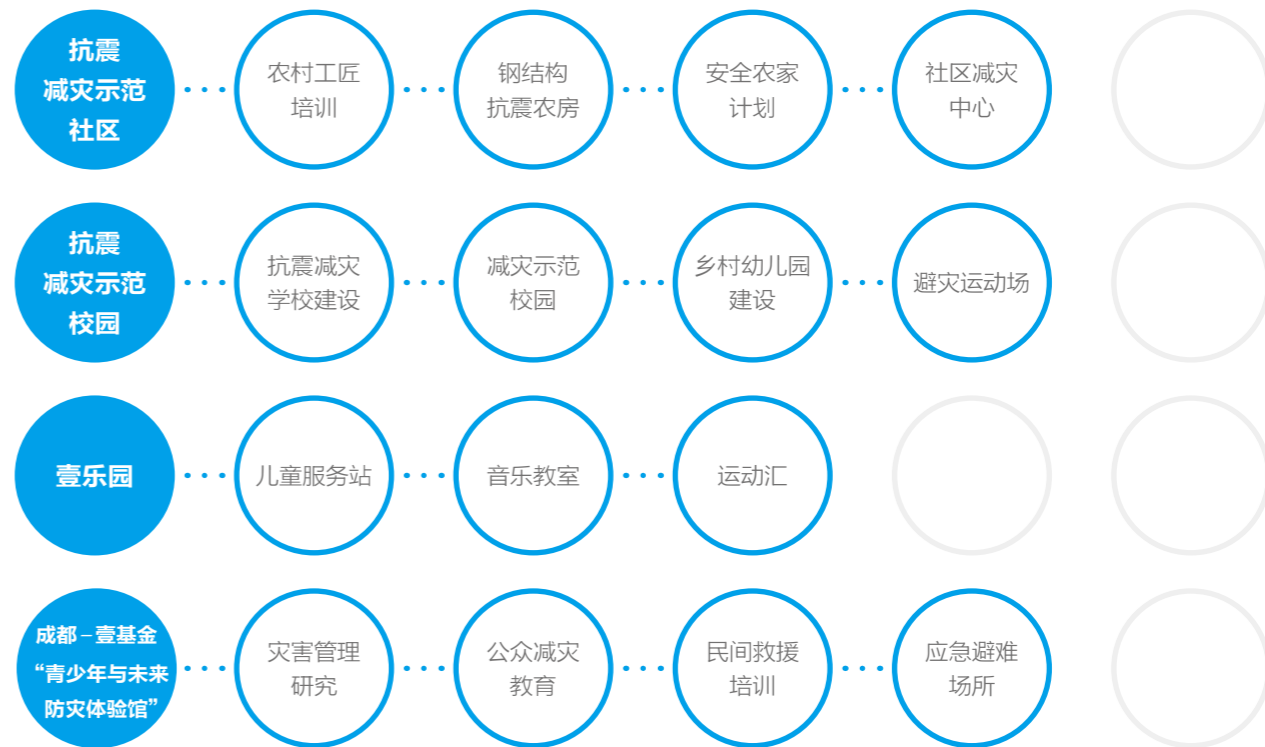 抗震
减灾示范
社区
农村工匠
培训
钢结构
抗震农房
安全农家
计划
社区减灾
中心
抗震
减灾示范
校园
抗震减灾
学校建设
减灾示范
校园
乡村幼儿园
建设
避灾运动场
壹乐园
儿童服务站
音乐教室
运动汇
成都–壹基金
“青少年与未来
防灾体验馆”
灾害管理
研究
公众减灾
教育
民间救援
培训
应急避难
场所